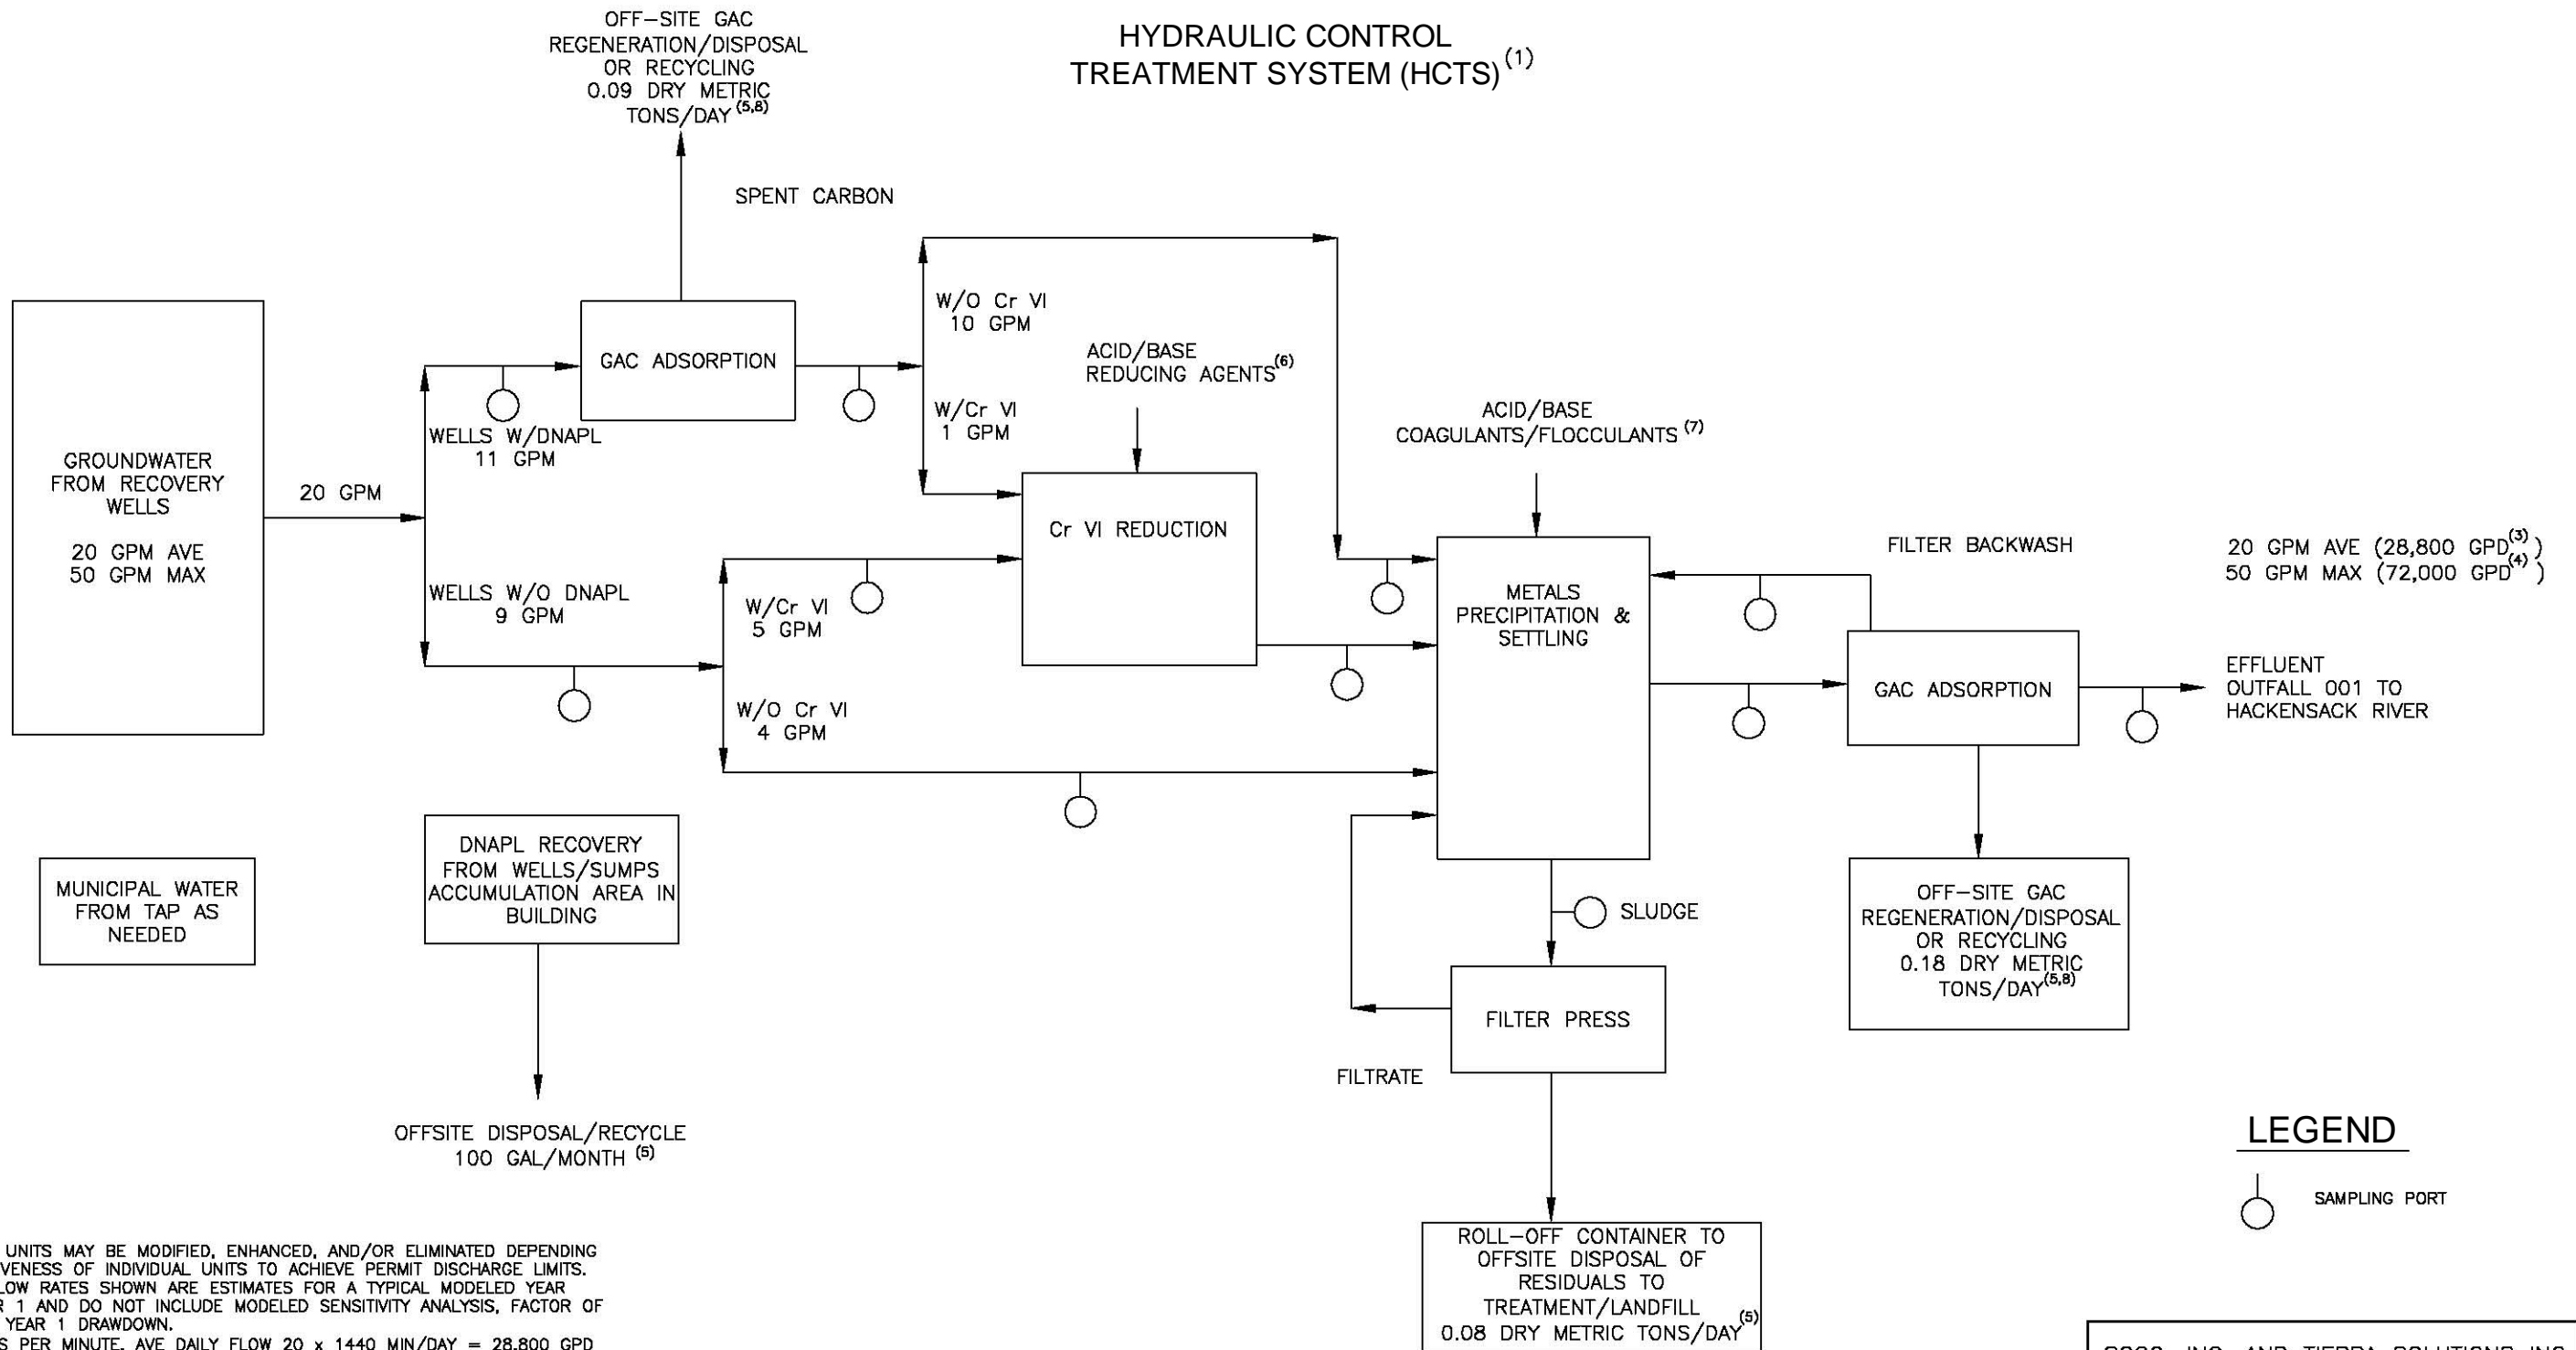 HYDRAULIC CONTROL
TREATMENT SYSTEM (HCTS) (1)
OFF-SITE GAC
REGENERATION/DISPOSAL
OR RECYCLING
0.09 DRY METRIC
TONS/DAY (5,8)
SPENT CARBON
GROUNDWATER
FROM RECOVERY
WELLS
20 GPM AVE
50 GPM MAX
20 GPM
WELLS W/DNAPL
11 GPM
WELLS W/O DNAPL
9 GPM
GAC ADSORPTION
W/O Cr VI
10 GPM
W/Cr VI
1 GPM
ACID/BASE
REDUCING AGENTS (6)
Cr VI REDUCTION
W/Cr VI
5 GPM
W/O Cr VI
4 GPM
ACID/BASE
COAGULANTS/FLOCCULANTS (7)
METALS
PRECIPITATION &
SETTLING
FILTER BACKWASH
GAC ADSORPTION
20 GPM AVE (28,800 GPD(3) )
50 GPM MAX (72,000 GPD(4) )
EFFLUENT
OUTFALL 001 TO
HACKENSACK RIVER
OFF-SITE GAC
REGENERATION/DISPOSAL
OR RECYCLING
0.18 DRY METRIC
TONS/DAY(5,8)
SLUDGE
FILTER PRESS
FILTRATE
ROLL-OFF CONTAINER TO
OFFSITE DISPOSAL OF
RESIDUALS TO
TREATMENT/LANDFILL
0.08 DRY METRIC TONS/DAY(5)
MUNICIPAL WATER
FROM TAP AS
NEEDED
DNAPL RECOVERY
FROM WELLS/SUMPS
ACCUMULATION AREA IN
BUILDING
OFFSITE DISPOSAL/RECYCLE
100 GAL/MONTH (5)
LEGEND
SAMPLING PORT
UNITS MAY BE MODIFIED, ENHANCED, AND/OR ELIMINATED DEPENDING
VENESS OF INDIVIDUAL UNITS TO ACHIEVE PERMIT DISCHARGE LIMITS.
LOW RATES SHOWN ARE ESTIMATES FOR A TYPICAL MODELED YEAR
R 1 AND DO NOT INCLUDE MODELED SENSITIVITY ANALYSIS, FACTOR OF
YEAR 1 DRAWDOWN.
S PER MINUTE. AVE DAILY FLOW 20 x 1440 MIN/DAY = 28,800 GPD
INC. AND TIERRA SOLUTIONS INC